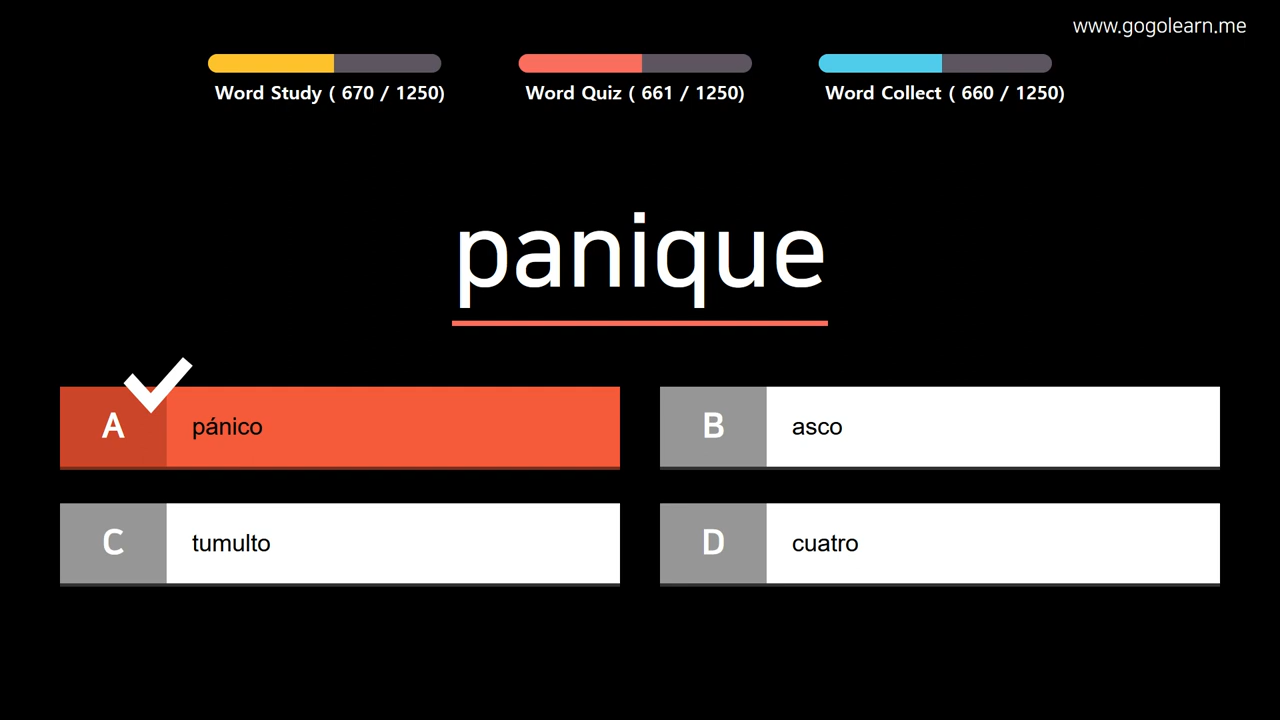 www.gogolearn.me
Word Study ( 670 / 1250)
Word Quiz ( 661 / 1250)
Word Collect ( 660 / 1250)
panique
A
pánico
B
asco
C
tumulto
D
cuatro